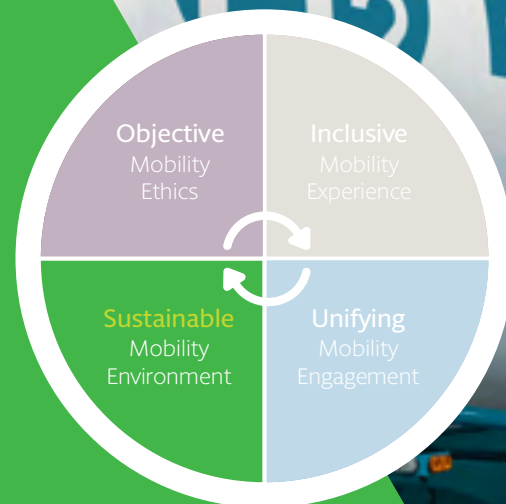 Objective
Mobility
Ethics
Inclusive
Mobility
Experience
Sustainable
Mobility
Environment
Unifying
Mobility
Engagement